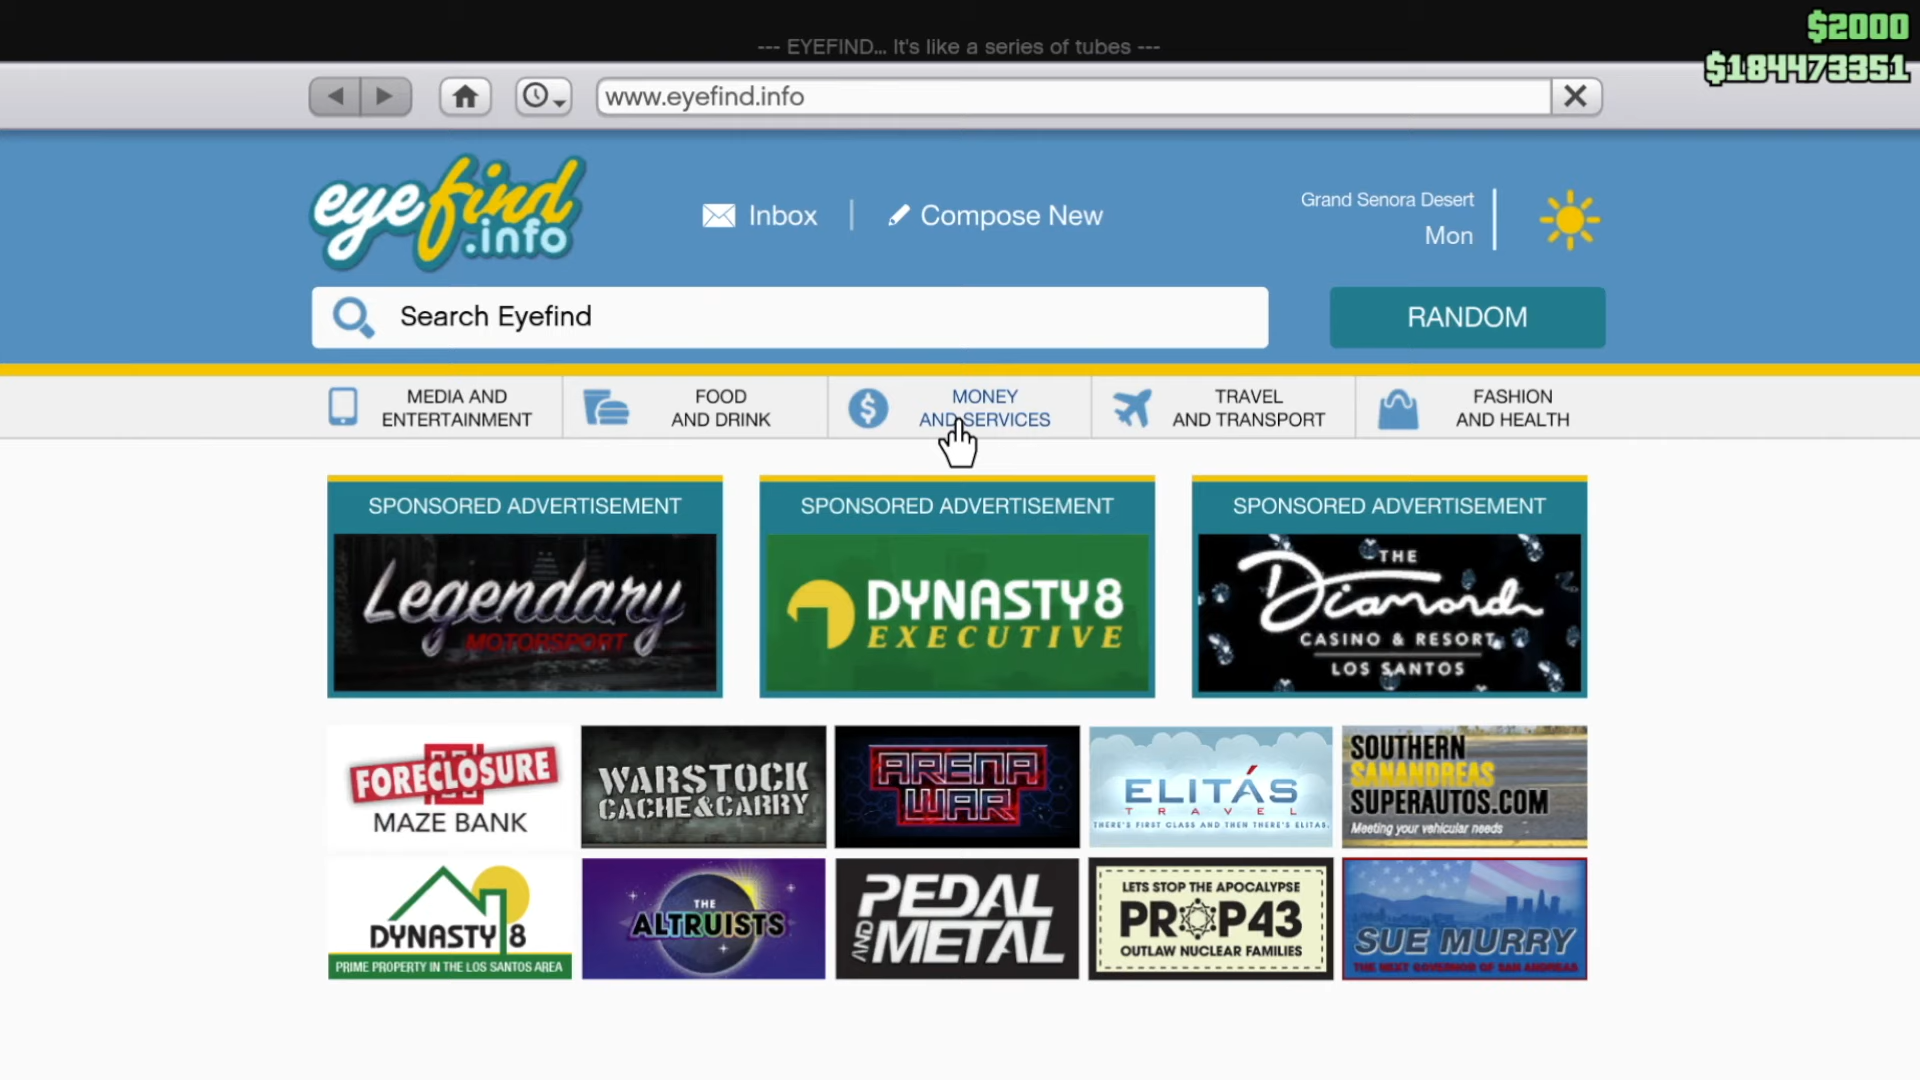 $2000
--- EYEFIND... It's like a series of tubes ---
$184473351
www.eyefind.info
eyefind
.info
Inbox
Compose New
Grand Senora Desert
Mon
Search Eyefind
RANDOM
MEDIA AND
ENTERTAINMENT
FOOD
AND DRINK
MONEY
AND SERVICES
TRAVEL
AND TRANSPORT
FASHION
AND HEALTH
SPONSORED ADVERTISEMENT
Legendary
MOTORSPORT
SPONSORED ADVERTISEMENT
DYNASTY8
EXECUTIVE
SPONSORED ADVERTISEMENT
THE
Diamond
CASINO & RESORT
LOS SANTOS
FORECLOSURE
MAZE BANK
WARSTOCK
CACHE&CARRY
ARENA
WAR
ELITÁS
TRAVEL
THERE'S FIRST CLASS AND THEN THERE'S ELITAS.
SOUTHERN
SANANDREAS
SUPERAUTOS.COM
Meeting your vehicular needs
DYNASTY 8
PRIME PROPERTY IN THE LOS SANTOS AREA
THE
ALTRUISTS
PEDAL
AND METAL
LETS STOP THE APOCALYPSE
PROP43
OUTLAW NUCLEAR FAMILIES
SUE MURRY
THE NEXT GOVERNOR OF SAN ANDREAS